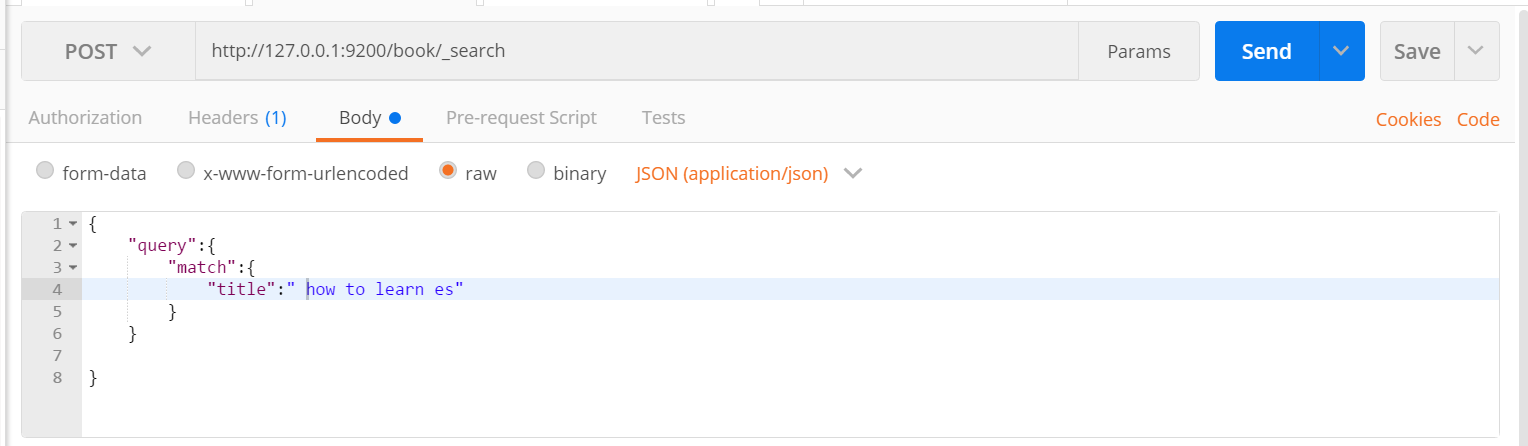 POST http://127.0.0.1:9200/book/_search Params Send Save
Authorization Headers (1) Body Pre-request Script Tests Cookies Code
form-data x-www-form-urlencoded raw binary JSON (application/json)
1 {
2 "query":{
3 "match":{
4 "title":" how to learn es"
5 }
6 }
7
8 }